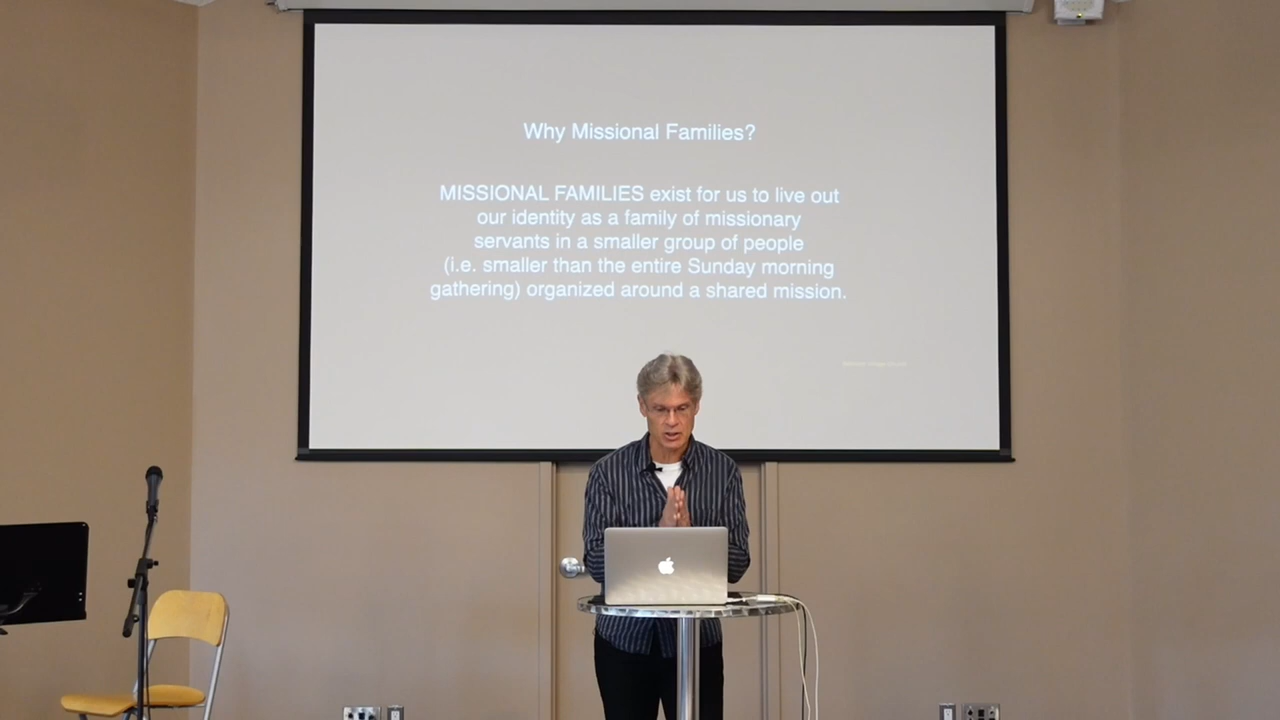 Why Missional Families?
MISSIONAL FAMILIES exist for us to live out
our identity as a family of missionary
servants in a smaller group of people
(i.e. smaller than the entire Sunday morning
gathering) organized around a shared mission.